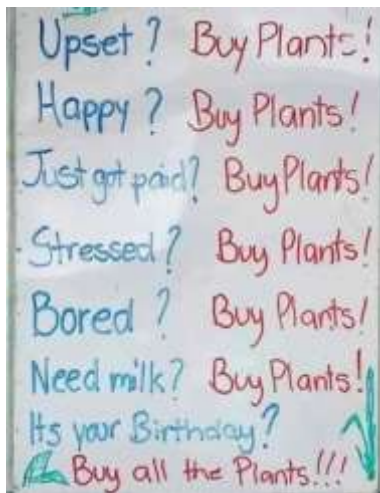 Upset? Buy Plants!
Happy? Buy Plants!
Just got paid? Buy Plants!
Stressed? Buy Plants!
Bored? Buy Plants!
Need milk? Buy Plants!
Its your Birthday?
Buy all the Plants!!!